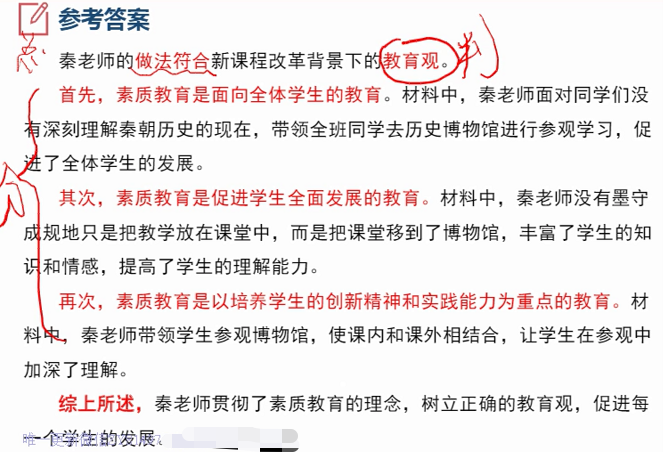 参考答案
秦老师的做法符合新课程改革背景下的教育观。
首先，素质教育是面向全体学生的教育。材料中，秦老师面对同学们没
有深刻理解秦朝历史的现在，带领全班同学去历史博物馆进行参观学习，促
进了全体学生的发展。
其次，素质教育是促进学生全面发展的教育。材料中，秦老师没有墨守
成规地只是把教学放在课堂中，而是把课堂移到了博物馆，丰富了学生的知
识和情感，提高了学生的理解能力。
再次，素质教育是以培养学生的创新精神和实践能力为重点的教育。材
料中，秦老师带领学生参观博物馆，使课内和课外相结合，让学生在参观中
加深了理解。
综上所述，秦老师贯彻了素质教育的理念，树立正确的教育观，促进每
一个学生的发展。